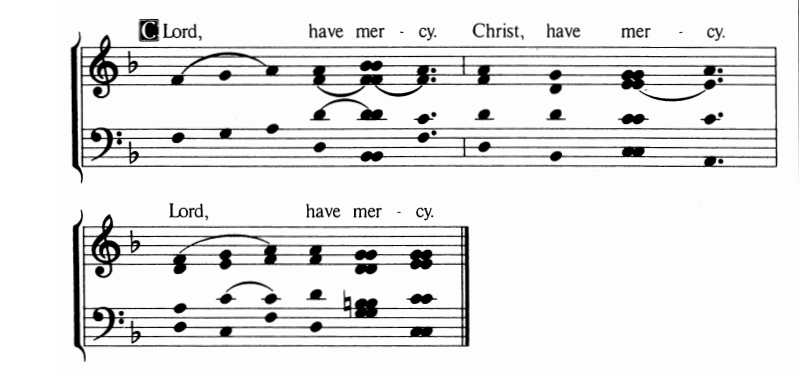 C Lord, have mer - cy. Christ, have mer - cy.
Lord, have mer - cy.